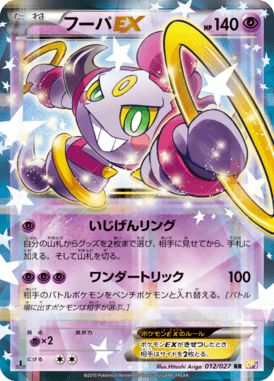 たね
フーパEX HP140
いじげんリング
自分の山札からグッズを2枚まで選び、相手に見せてから、手札に
加える。そして山札を切る。
ワンダートリック 100
相手のバトルポケモンをベンチポケモンと入れ替える。
(バトル場に出すポケモンは相手が選ぶ。)
弱点 抵抗力
×2
にげる
ポケモンEXのルール
ポケモンEXがきぜつしたとき、
相手はサイドを2枚とる。
Illus.Hitoshi Ariga 012/027 RR